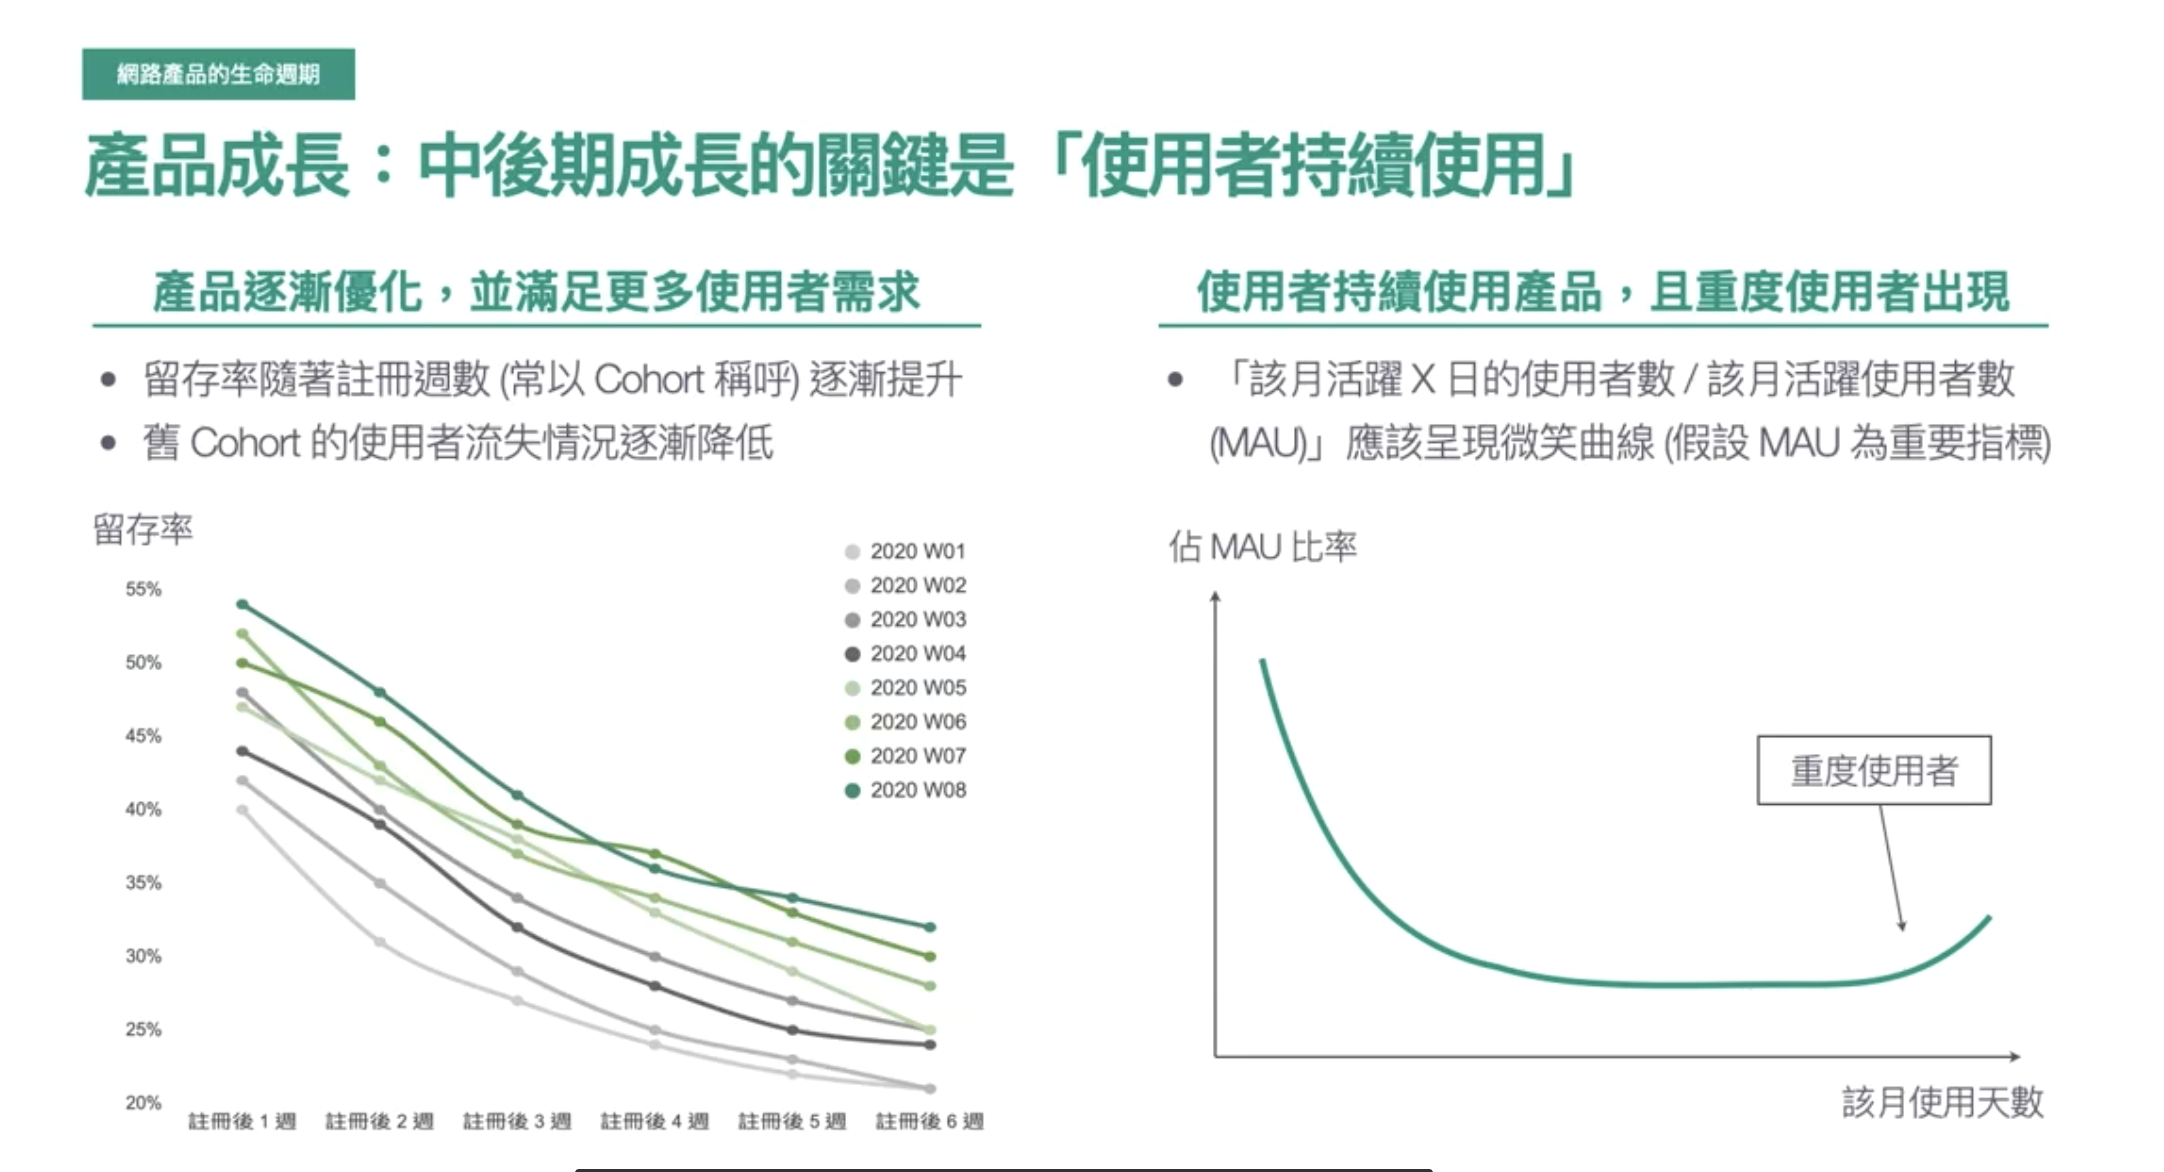 網路產品的生命週期
產品成長：中後期成長的關鍵是「使用者持續使用」
產品逐漸優化，並滿足更多使用者需求
• 留存率隨著註冊週數 (常以 Cohort 稱呼) 逐漸提升
• 舊 Cohort 的使用者流失情況逐漸降低
留存率
2020 W01
2020 W02
2020 W03
2020 W04
2020 W05
2020 W06
2020 W07
2020 W08
55%
50%
45%
40%
35%
30%
25%
20%
註冊後 1 週 註冊後 2 週 註冊後 3 週 註冊後 4 週 註冊後 5 週 註冊後 6 週
使用者持續使用產品，且重度使用者出現
• 「該月活躍 X 日的使用者數 / 該月活躍使用者數
(MAU)」應該呈現微笑曲線 (假設 MAU 為重要指標)
佔 MAU 比率
重度使用者
該月使用天數